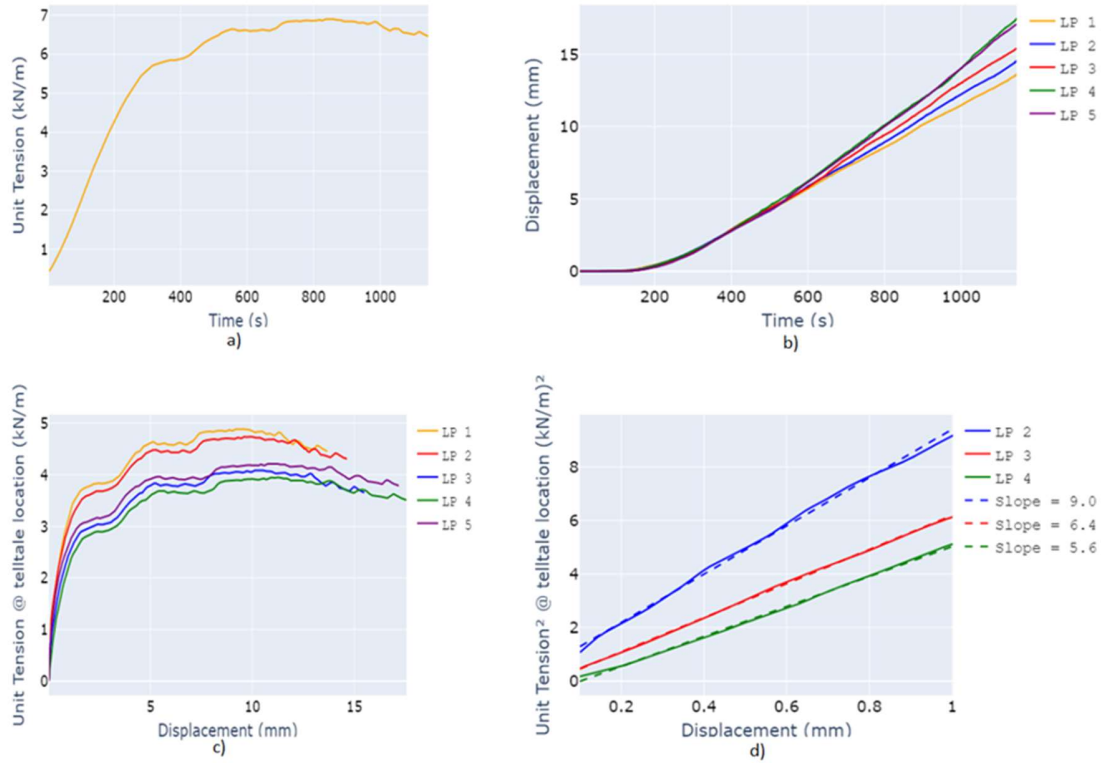 7
6
5
4
3
2
1
Unit Tension (kN/m)
200 400 600 800 1000
Time (s)
a)
15
10
5
0
Displacement (mm)
200 400 600 800 1000
Time (s)
b)
LP 1
LP 2
LP 3
LP 4
LP 5
5
4
3
2
1
0
Unit Tension @ telltale location (kN/m)
5 10 15
Displacement (mm)
c)
LP 1
LP 2
LP 3
LP 4
LP 5
8
6
4
2
0
Unit Tension² @ telltale location (kN/m)²
0.2 0.4 0.6 0.8 1
Displacement (mm)
d)
LP 2
LP 3
LP 4
Slope = 9.0
Slope = 6.4
Slope = 5.6